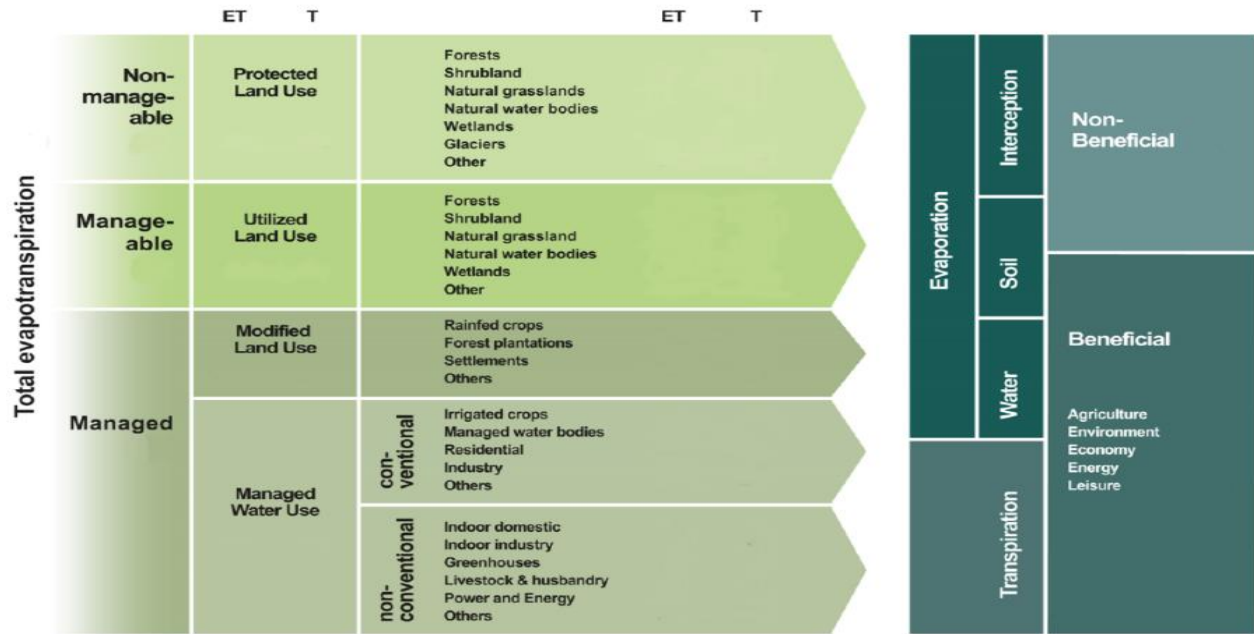 ET T ET T
Total evapotranspiration
Non-
manage-
able
Protected
Land Use
Forests
Shrubland
Natural grasslands
Natural water bodies
Wetlands
Glaciers
Other
Manage-
able
Utilized
Land Use
Forests
Shrubland
Natural grassland
Natural water bodies
Wetlands
Other
Managed
Modified
Land Use
Rainfed crops
Forest plantations
Settlements
Others
Managed
Water Use
con-
ventional
Irrigated crops
Managed water bodies
Residential
Industry
Others
non-
conventional
Indoor domestic
Indoor industry
Greenhouses
Livestock & husbandry
Power and Energy
Others
Evaporation
Interception
Soil
Water
Transpiration
Non-
Beneficial
Beneficial
Agriculture
Environment
Economy
Energy
Leisure